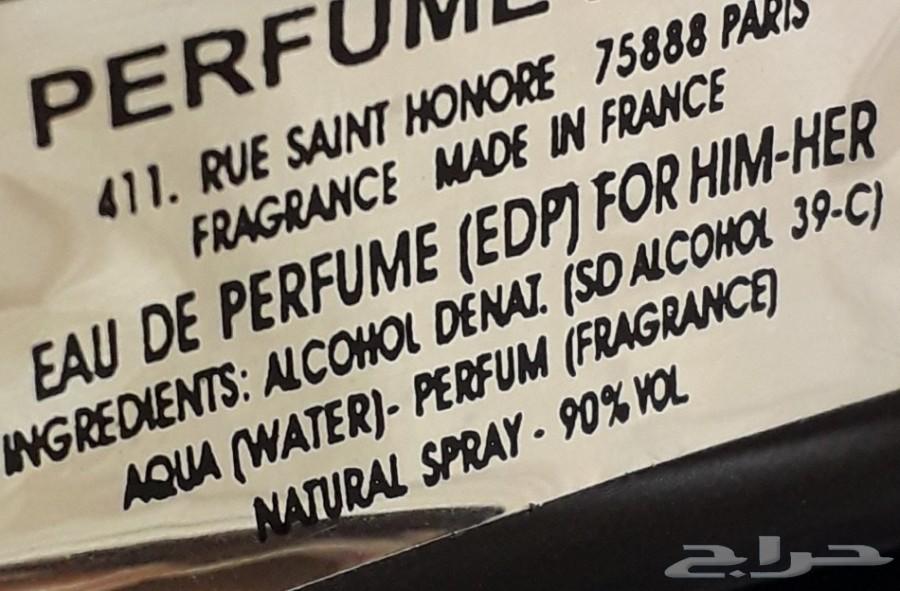 PERFUME
411. RUE SAINT HONORE 75888 PARIS
FRAGRANCE MADE IN FRANCE
EAU DE PERFUME (EDP) FOR HIM-HER
INGREDIENTS: ALCOHOL DENAT. (SD ALCOHOL 39-C)
AQUA (WATER)- PERFUM (FRAGRANCE)
NATURAL SPRAY - 90% VOL
حراج